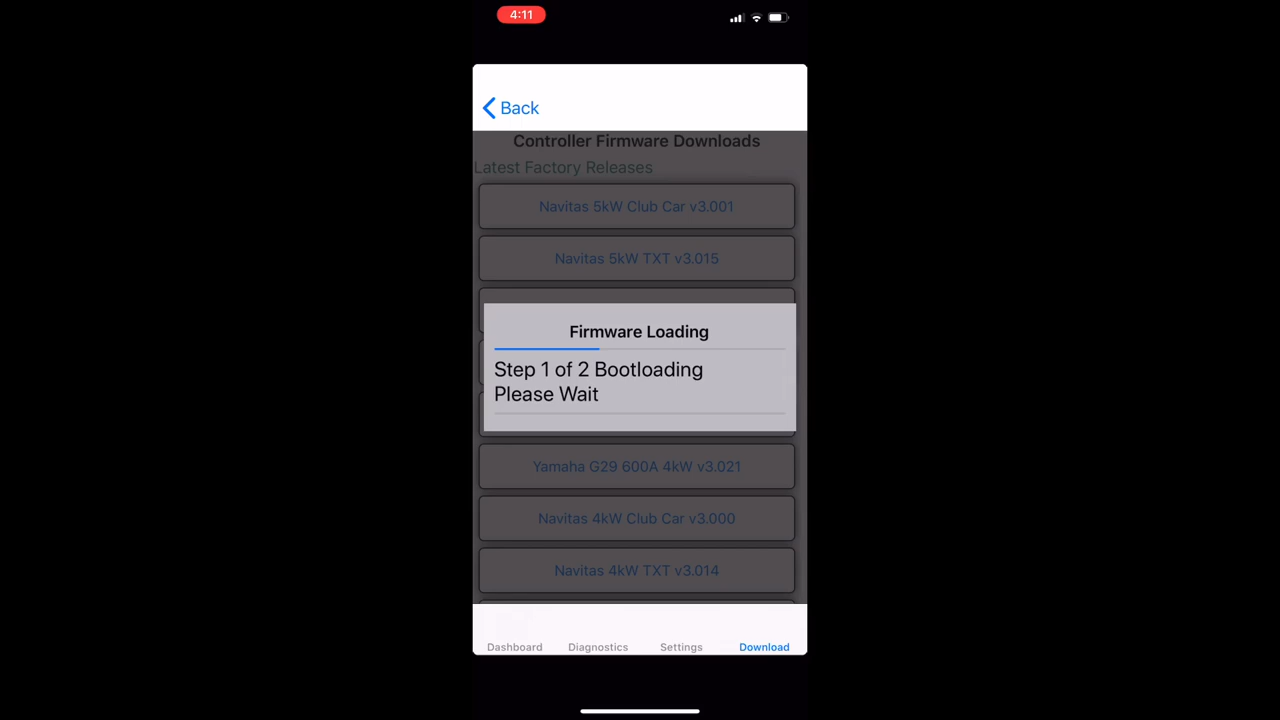 4:11
Back
Controller Firmware Downloads
Latest Factory Releases
Navitas 5kW Club Car v3.001
Navitas 5kW TXT v3.015
Firmware Loading
Step 1 of 2 Bootloading
Please Wait
Yamaha G29 600A 4kW v3.021
Navitas 4kW Club Car v3.000
Navitas 4kW TXT v3.014
Dashboard
Diagnostics
Settings
Download